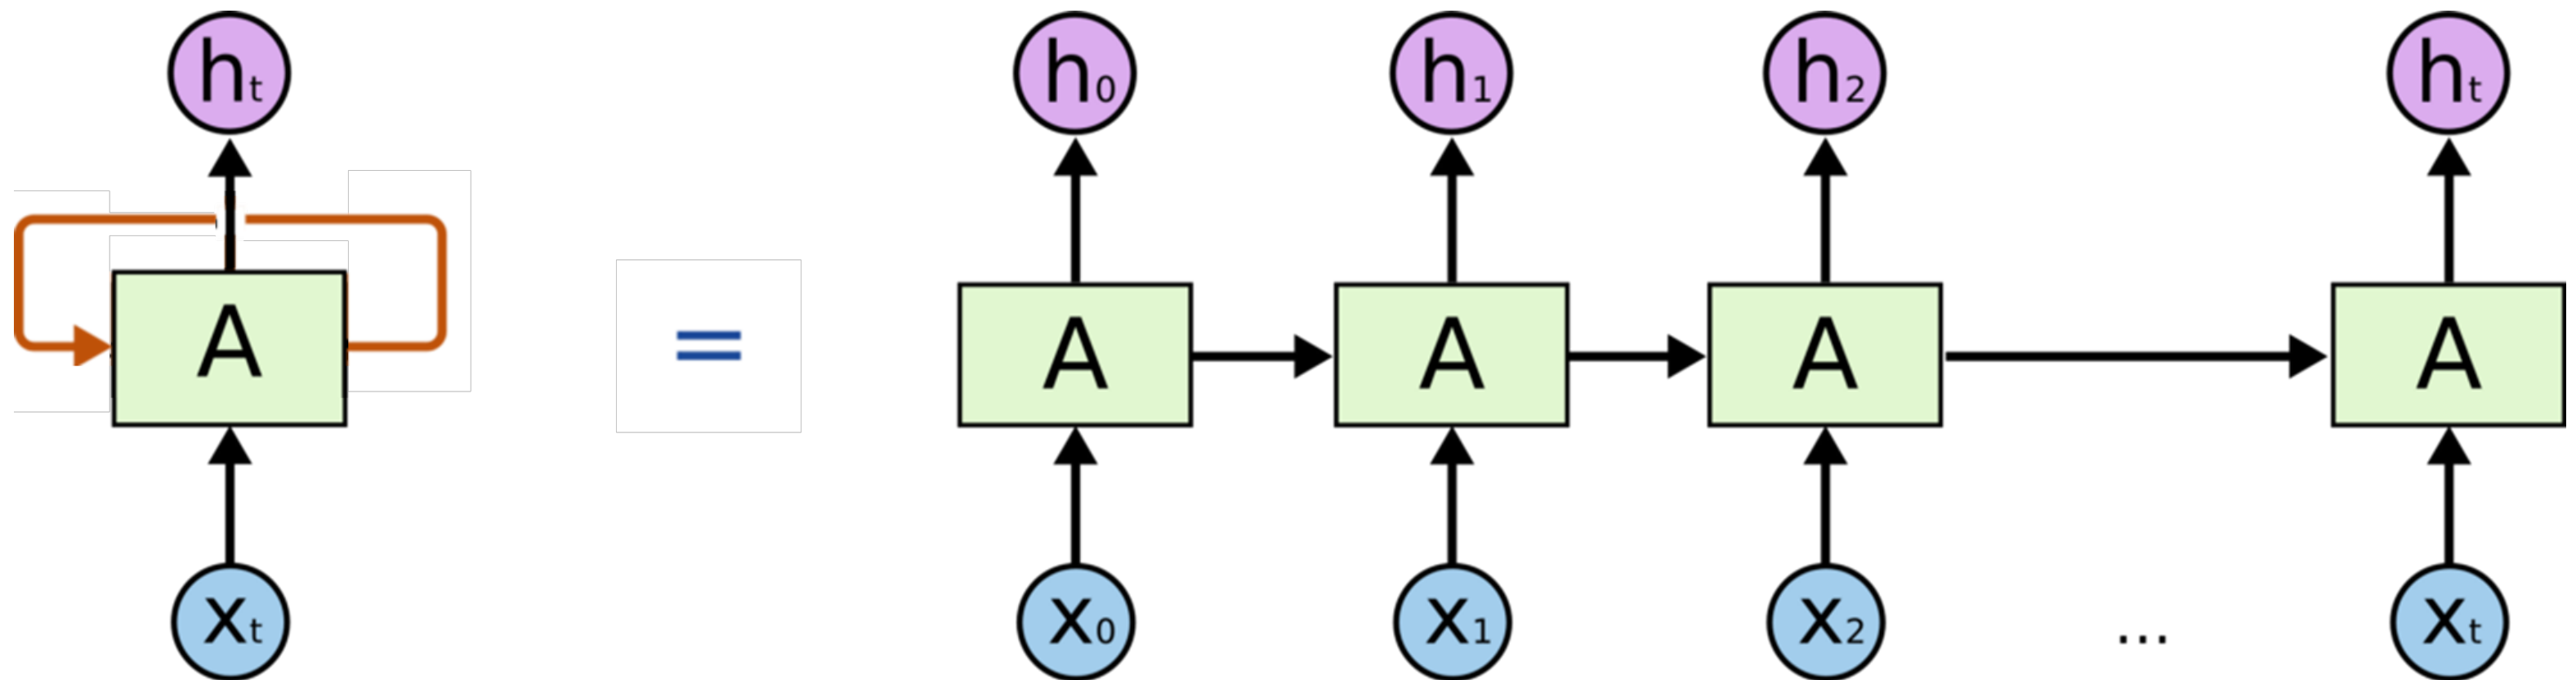 ht h0 h1 h2 ht
A = A A A A
xt x0 x1 x2 ... xt